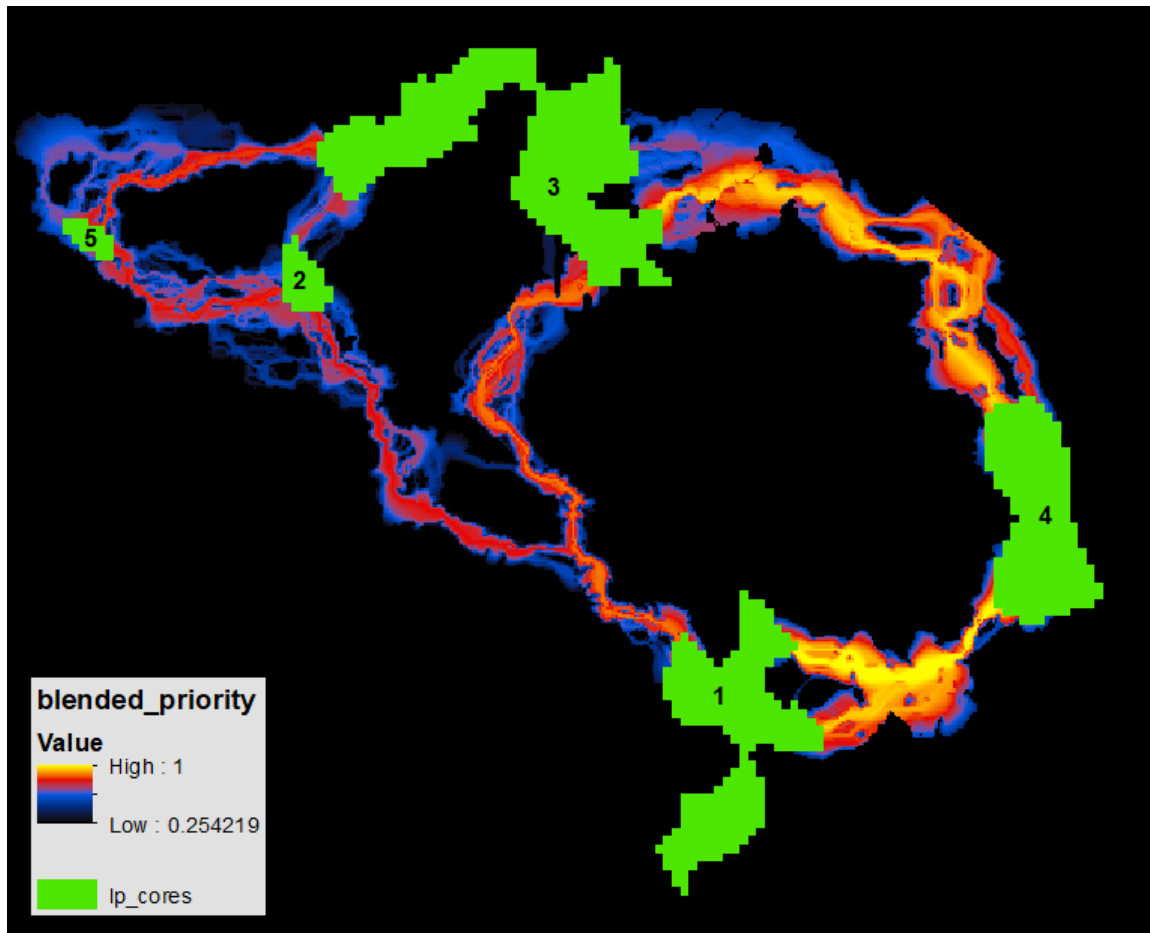 3
5
2
4
1
blended_priority
Value
High : 1
Low : 0.254219
lp_cores